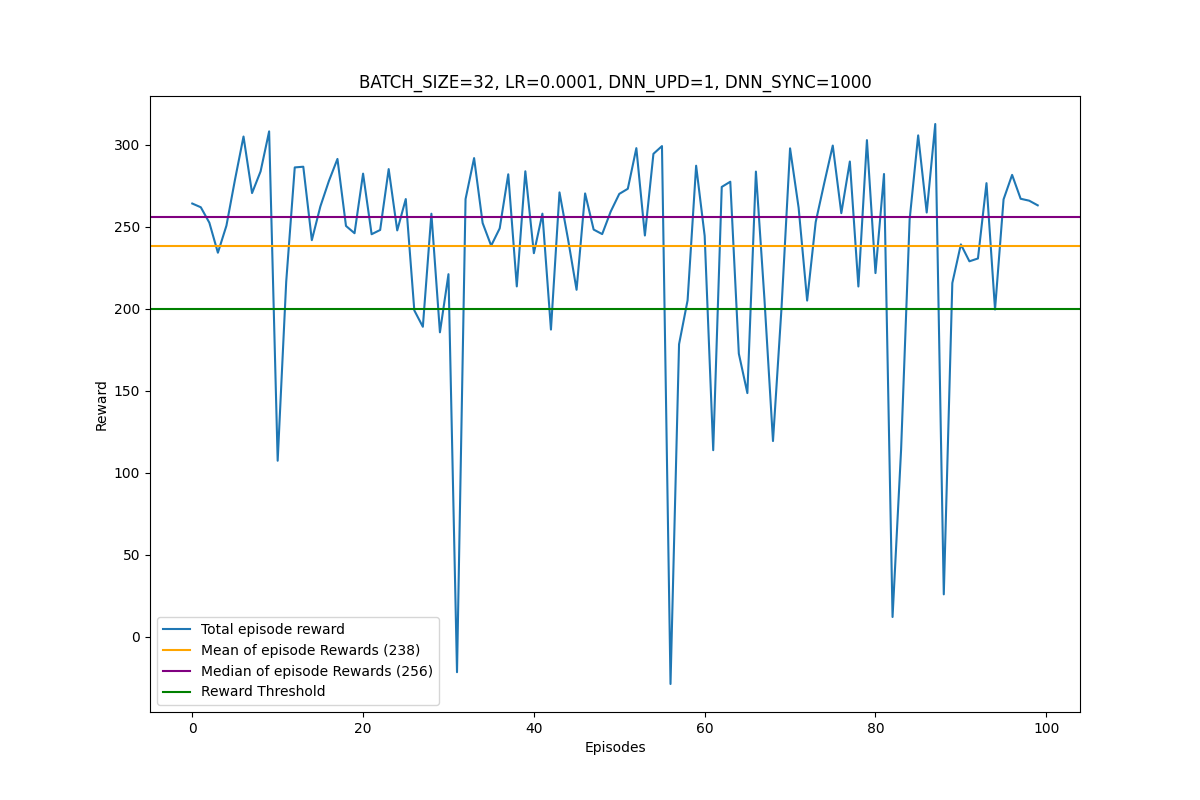 BATCH_SIZE=32, LR=0.0001, DNN_UPD=1, DNN_SYNC=1000
300
250
200
150
100
50
0
Reward
Total episode reward
Mean of episode Rewards (238)
Median of episode Rewards (256)
Reward Threshold
0 20 40 60 80 100
Episodes